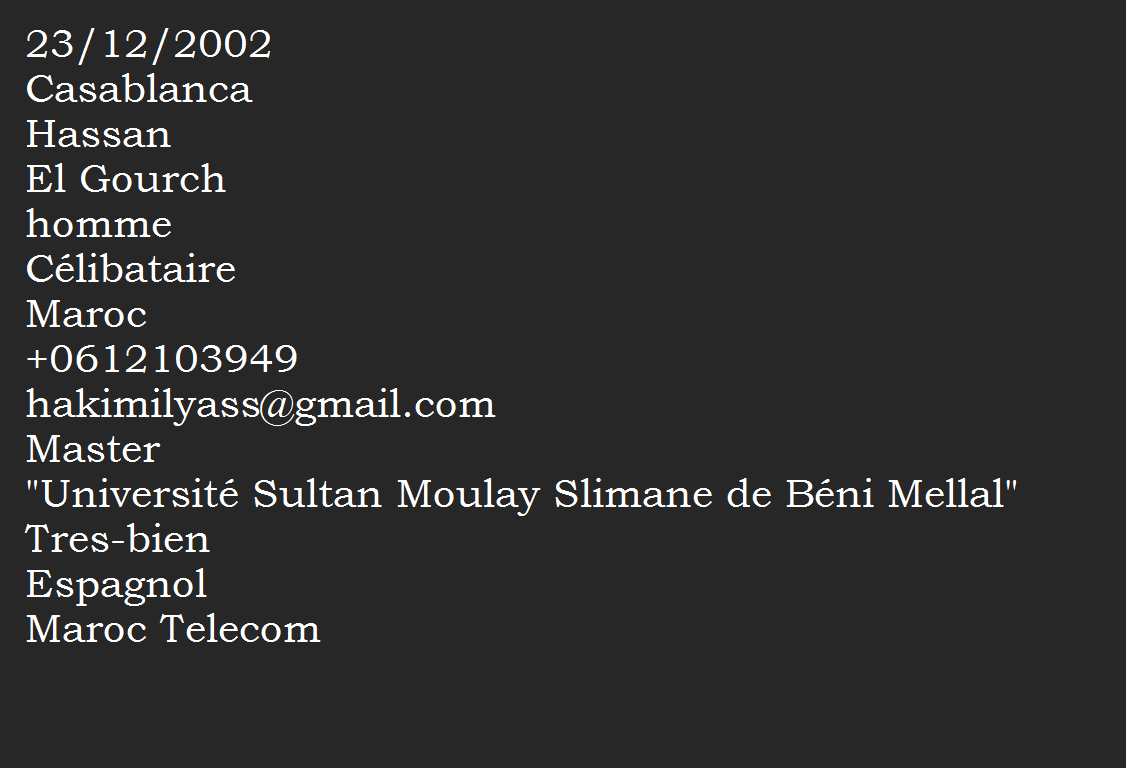 23/12/2002
Casablanca
Hassan
El Gourch
homme
Célibataire
Maroc
+0612103949
hakimilyass@gmail.com
Master
"Université Sultan Moulay Slimane de Béni Mellal"
Tres-bien
Espagnol
Maroc Telecom